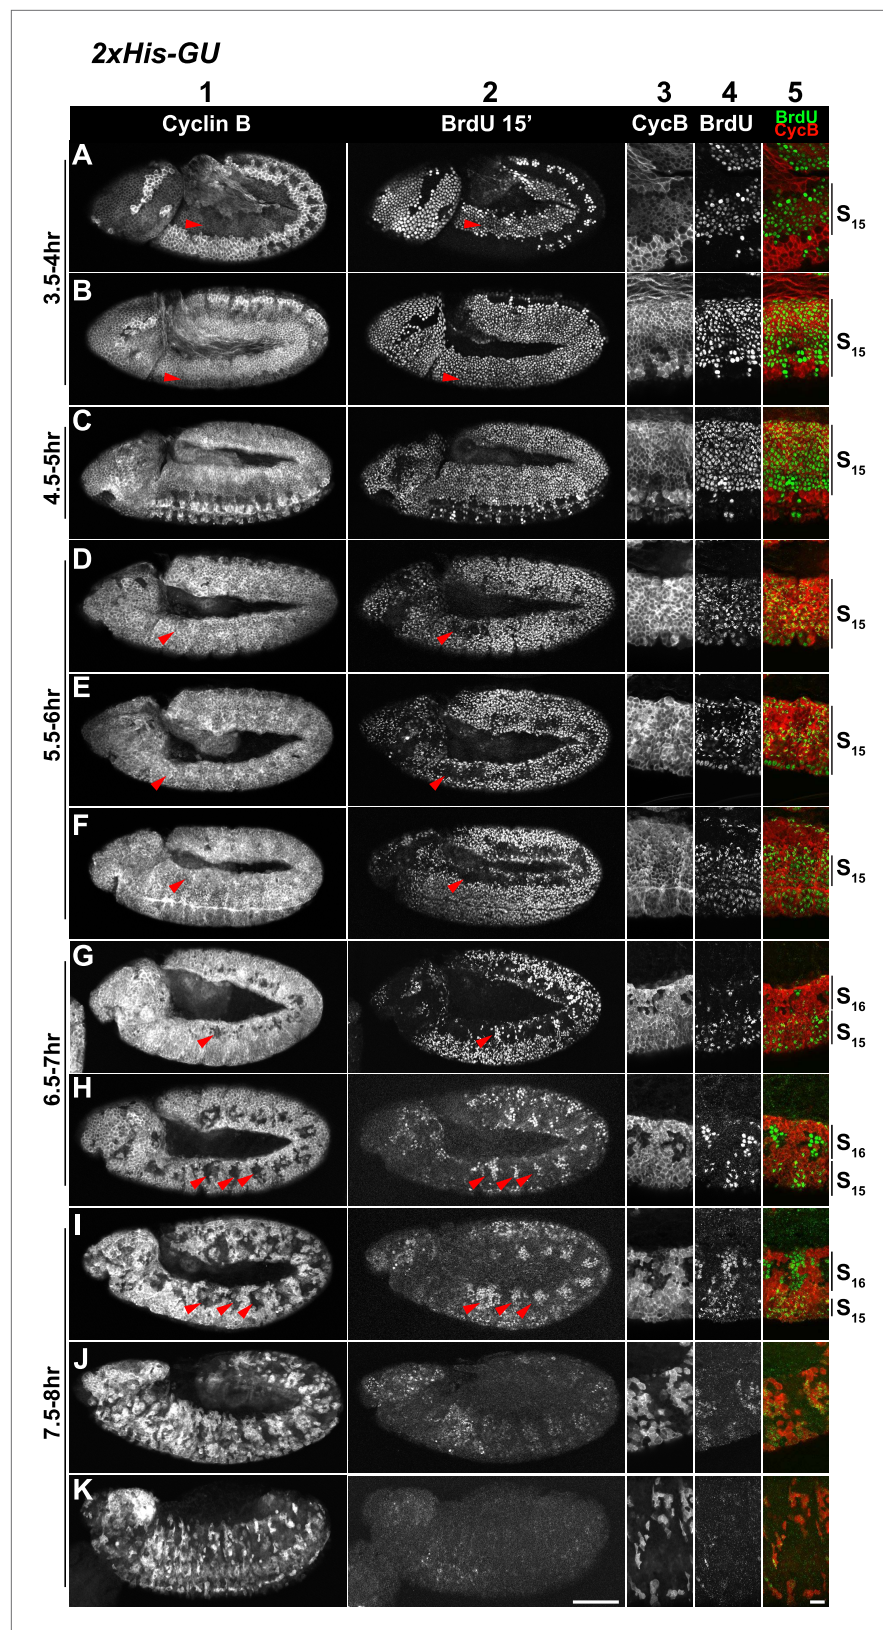 2xHis-GU
1 2 3 4 5
Cyclin B BrdU 15’ CycB BrdU BrdU
CycB
A
S15
3.5-4hr
B
S15
C
4.5-5hr
S15
D
S15
E
5.5-6hr
S15
F
S15
G
S16
S15
6.5-7hr
H
S16
S15
I
S16
S15
J
7.5-8hr
K